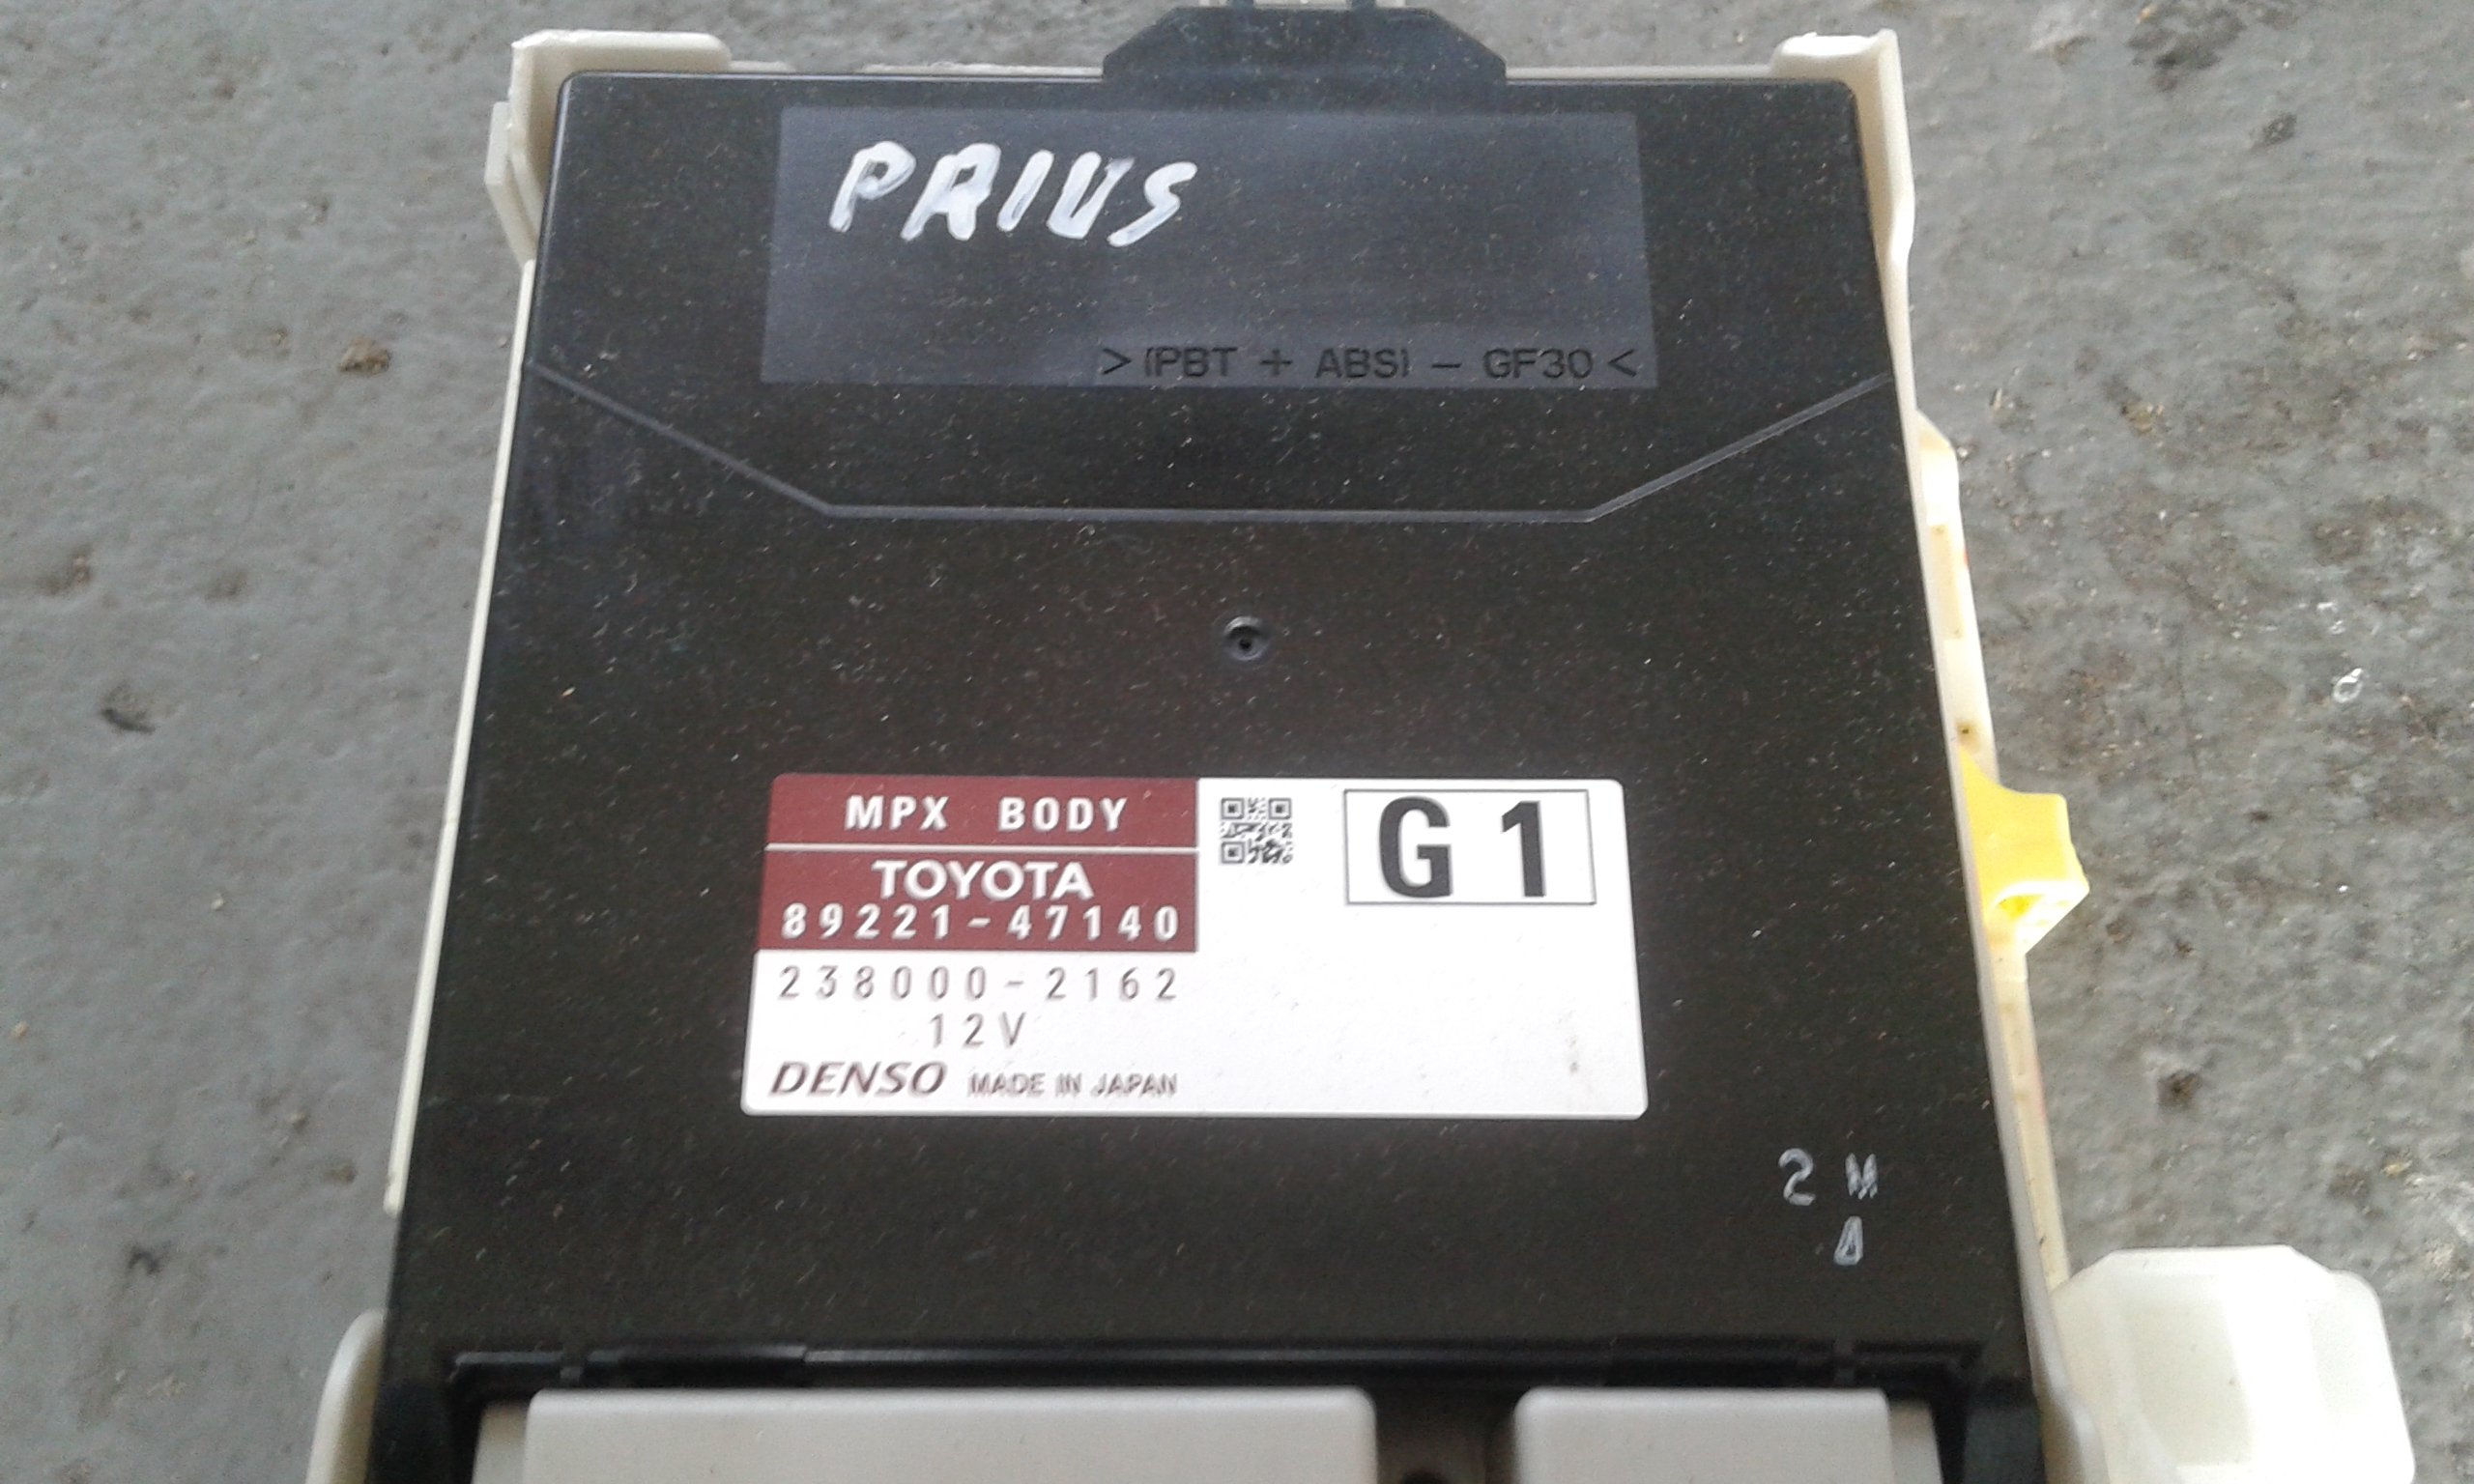 PRIUS
>(PBT + ABS)-GF30<
MPX BODY
TOYOTA
89221-47140
G1
238000-2162
12V
DENSO MADE IN JAPAN
2 M